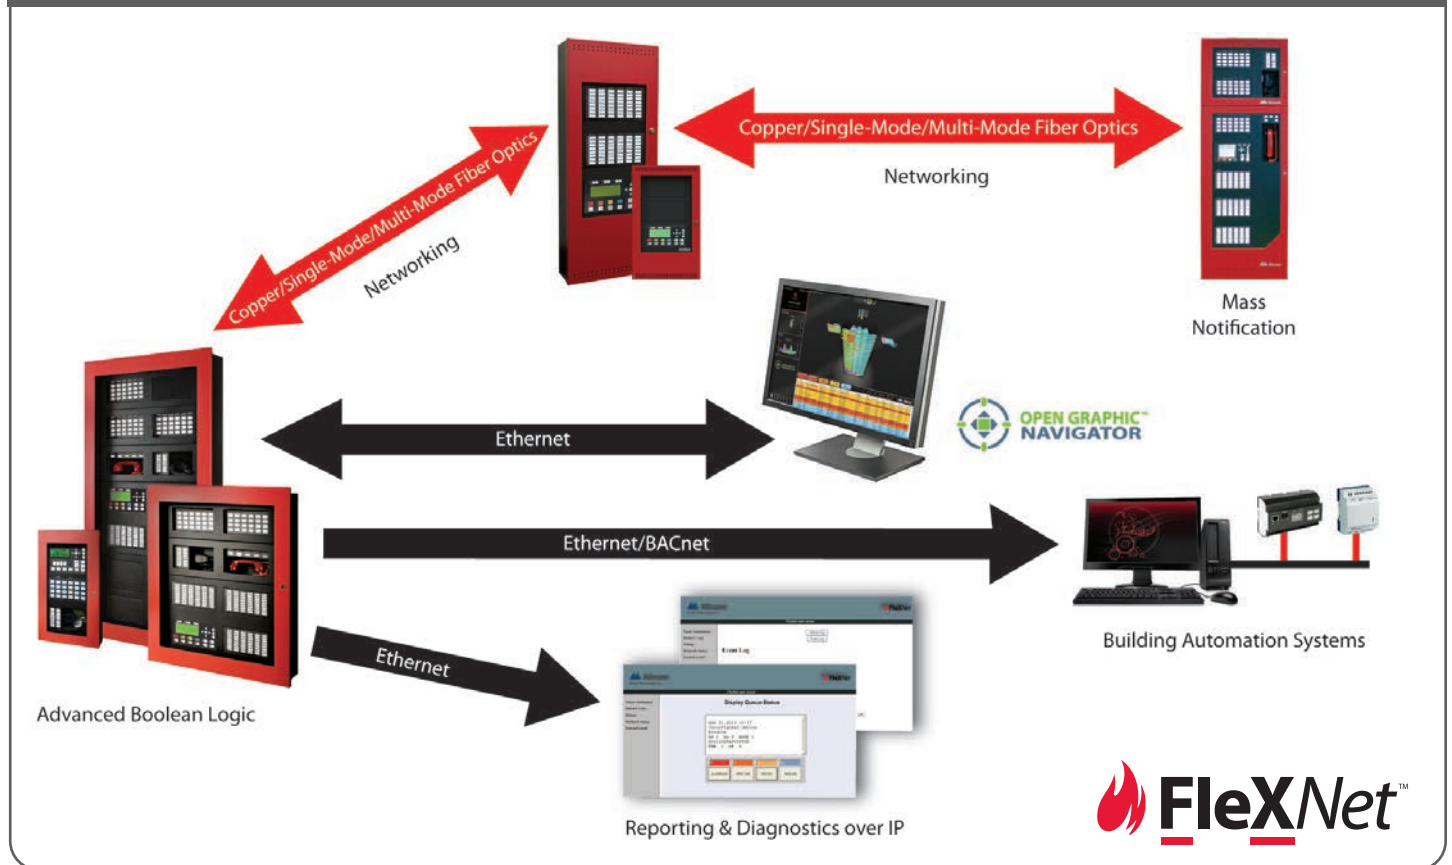 Copper/Single-Mode/Multi-Mode Fiber Optics
Networking
Copper/Single-Mode/Multi-Mode Fiber Optics
Networking
Mass
Notification
Ethernet
OPEN GRAPHIC™
NAVIGATOR
Ethernet/BACnet
Building Automation Systems
Ethernet
Advanced Boolean Logic
Event Log
FleXNet
Display Queue Status
Reporting & Diagnostics over IP
FleXNet™